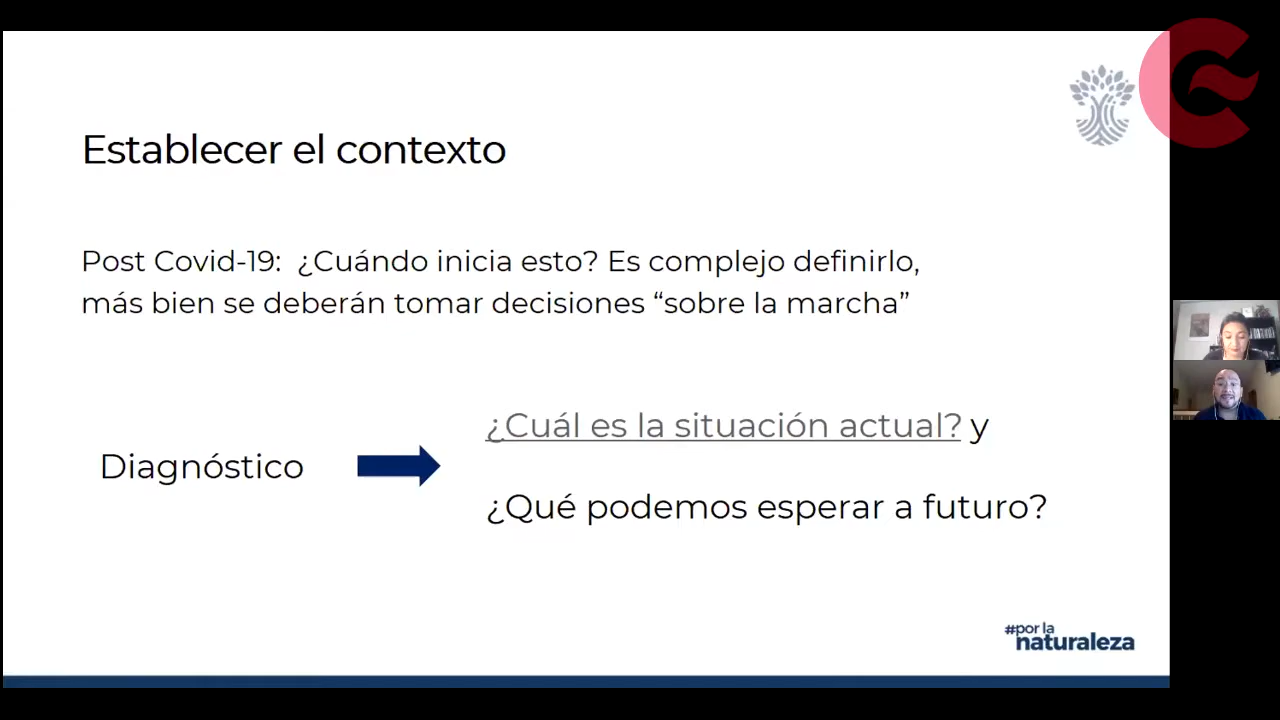 Establecer el contexto
Post Covid-19: ¿Cuándo inicia esto? Es complejo definirlo,
más bien se deberán tomar decisiones “sobre la marcha”
¿Cuál es la situación actual? y
Diagnóstico
¿Qué podemos esperar a futuro?
#por la
naturaleza